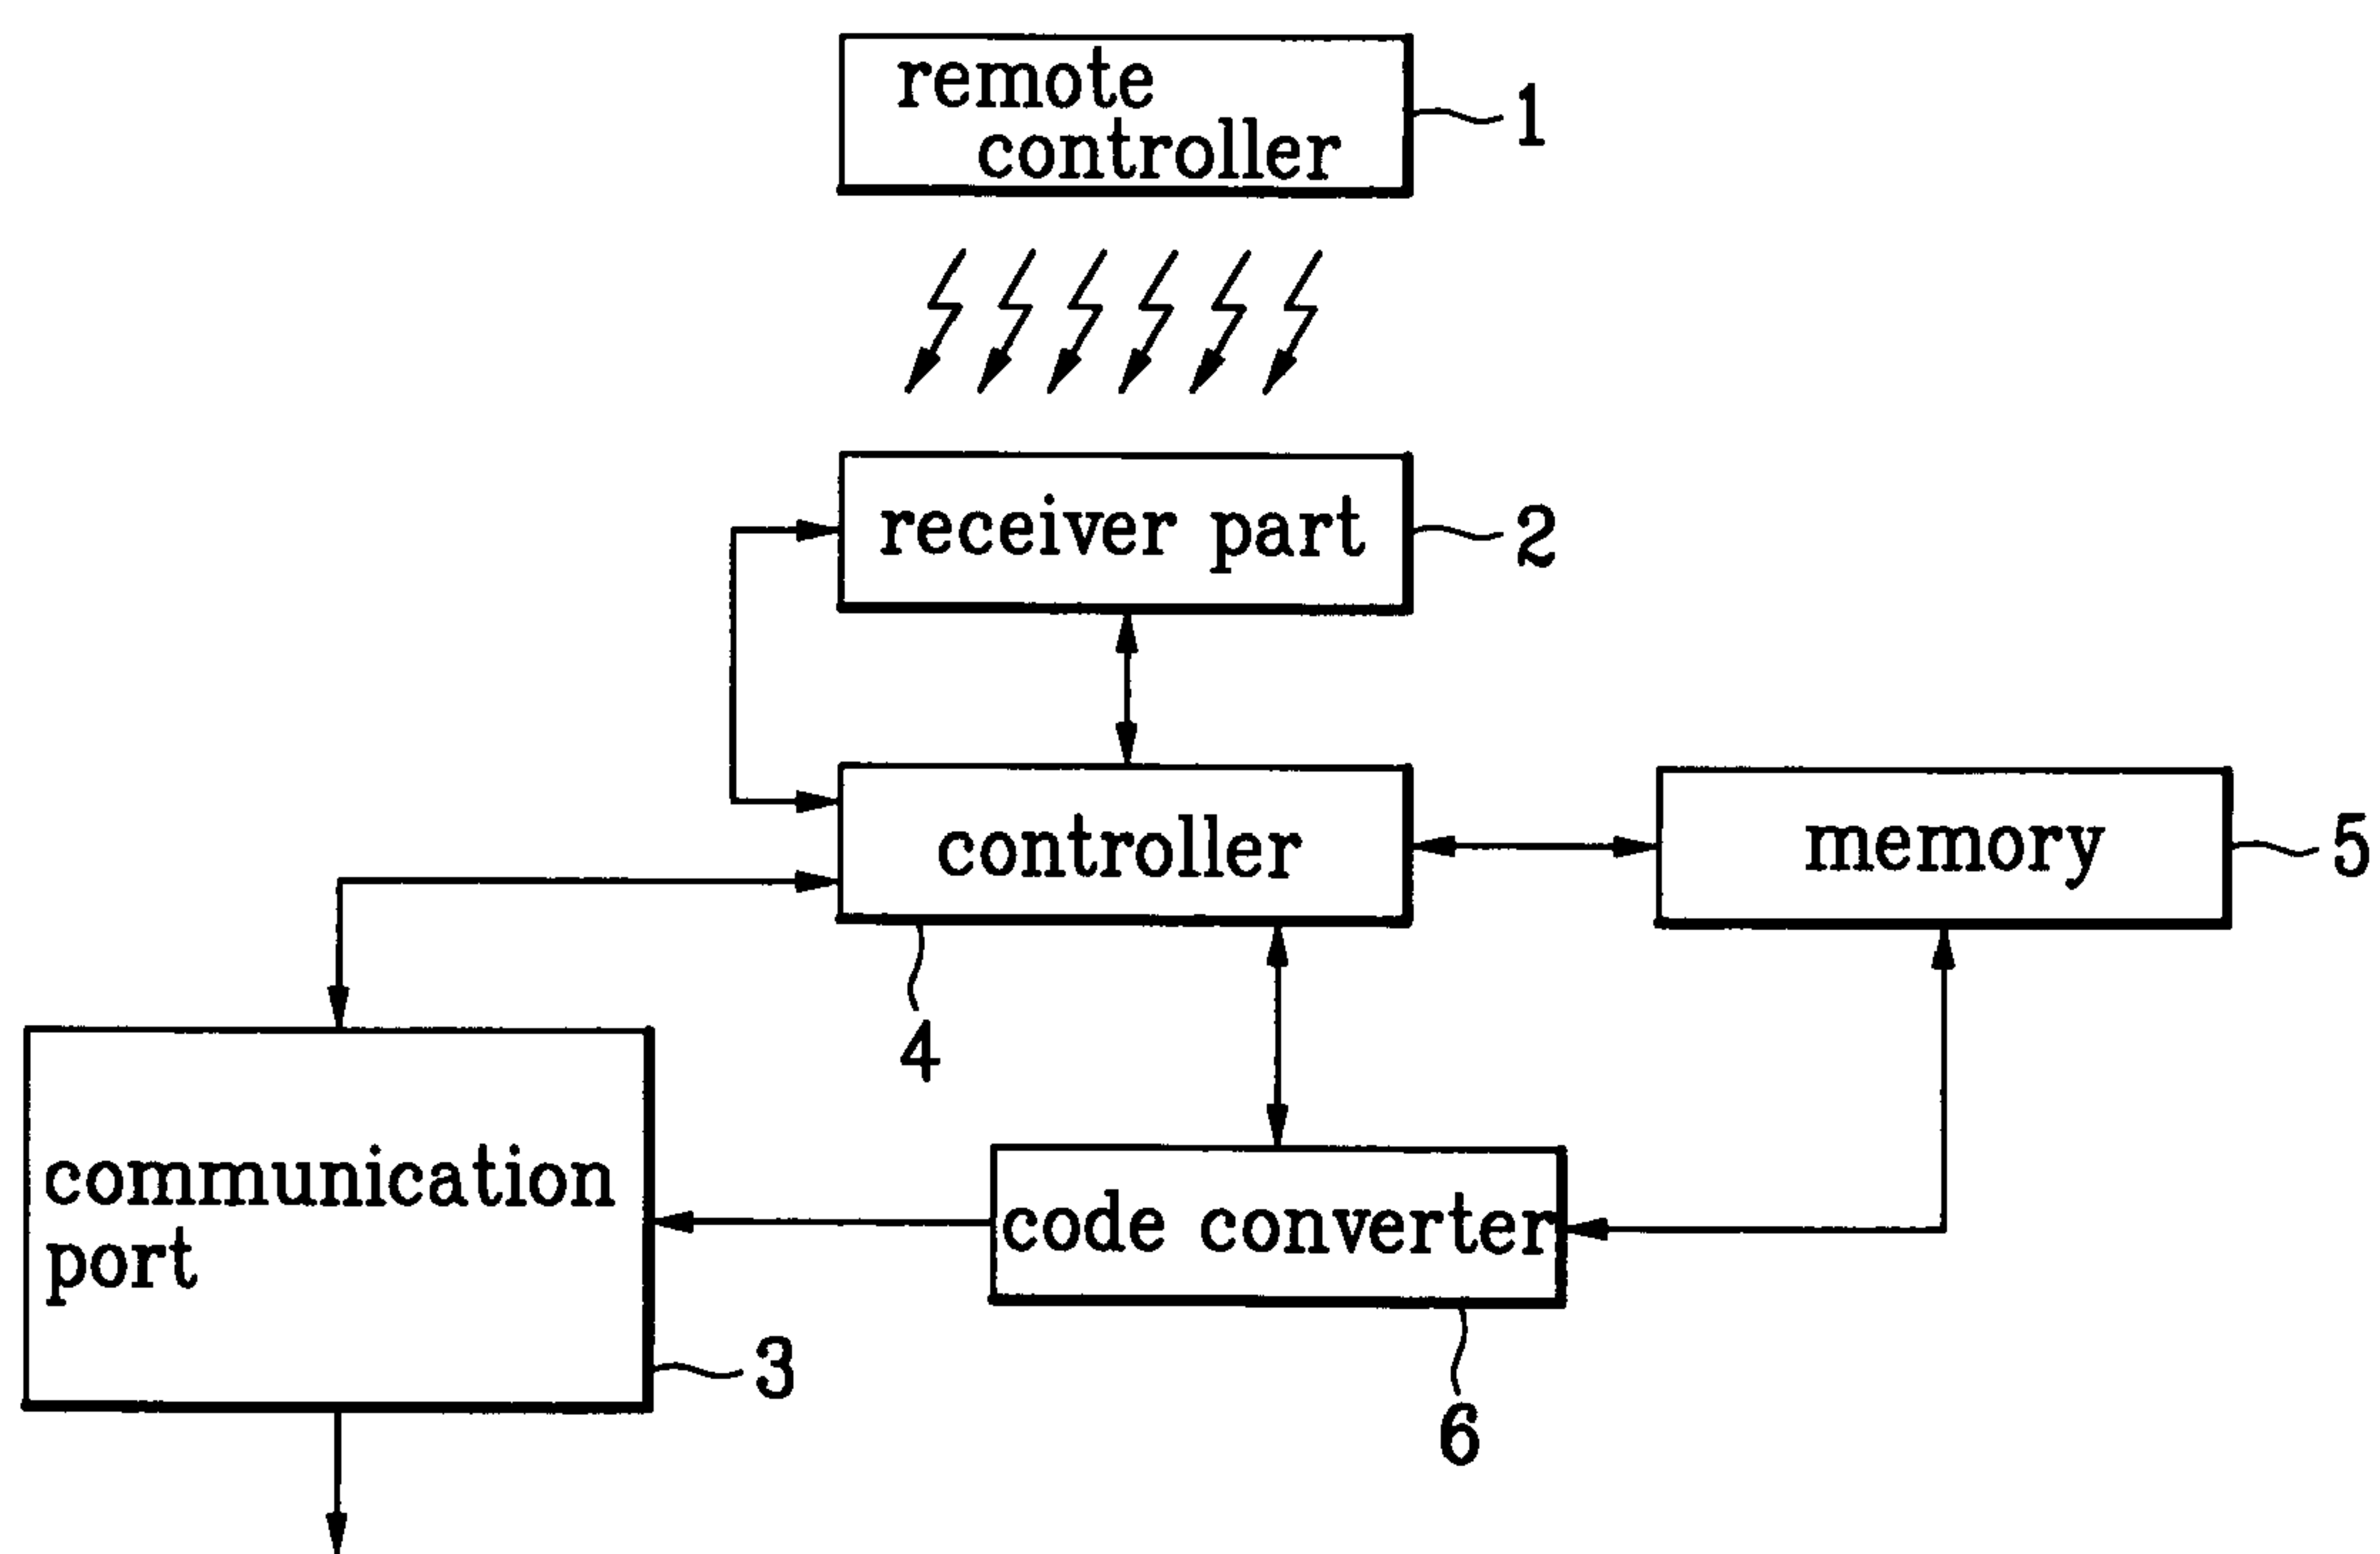 remote
controller
1
receiver part
2
controller
memory
5
4
communication
port
code converter
3
6